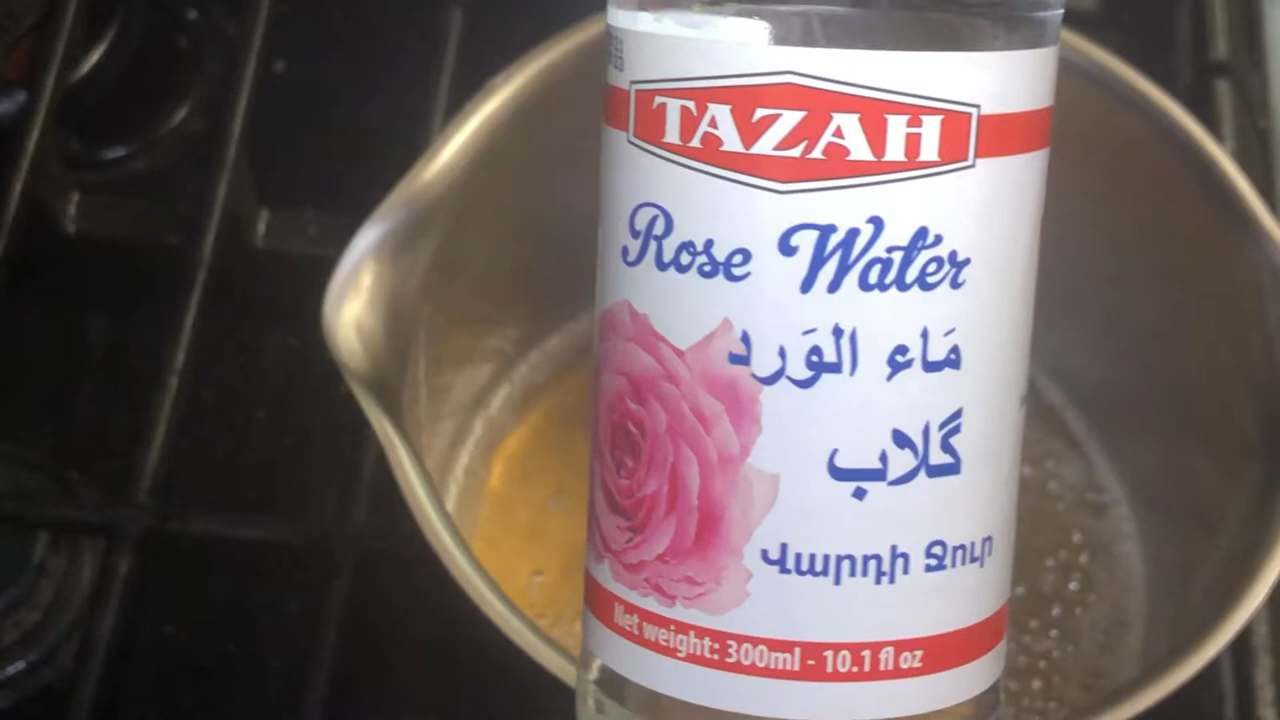 TAZAH
Rose Water
مَاء الوَرد
گلاب
Վարդի Ջուր
Net weight: 300ml - 10.1 fl oz